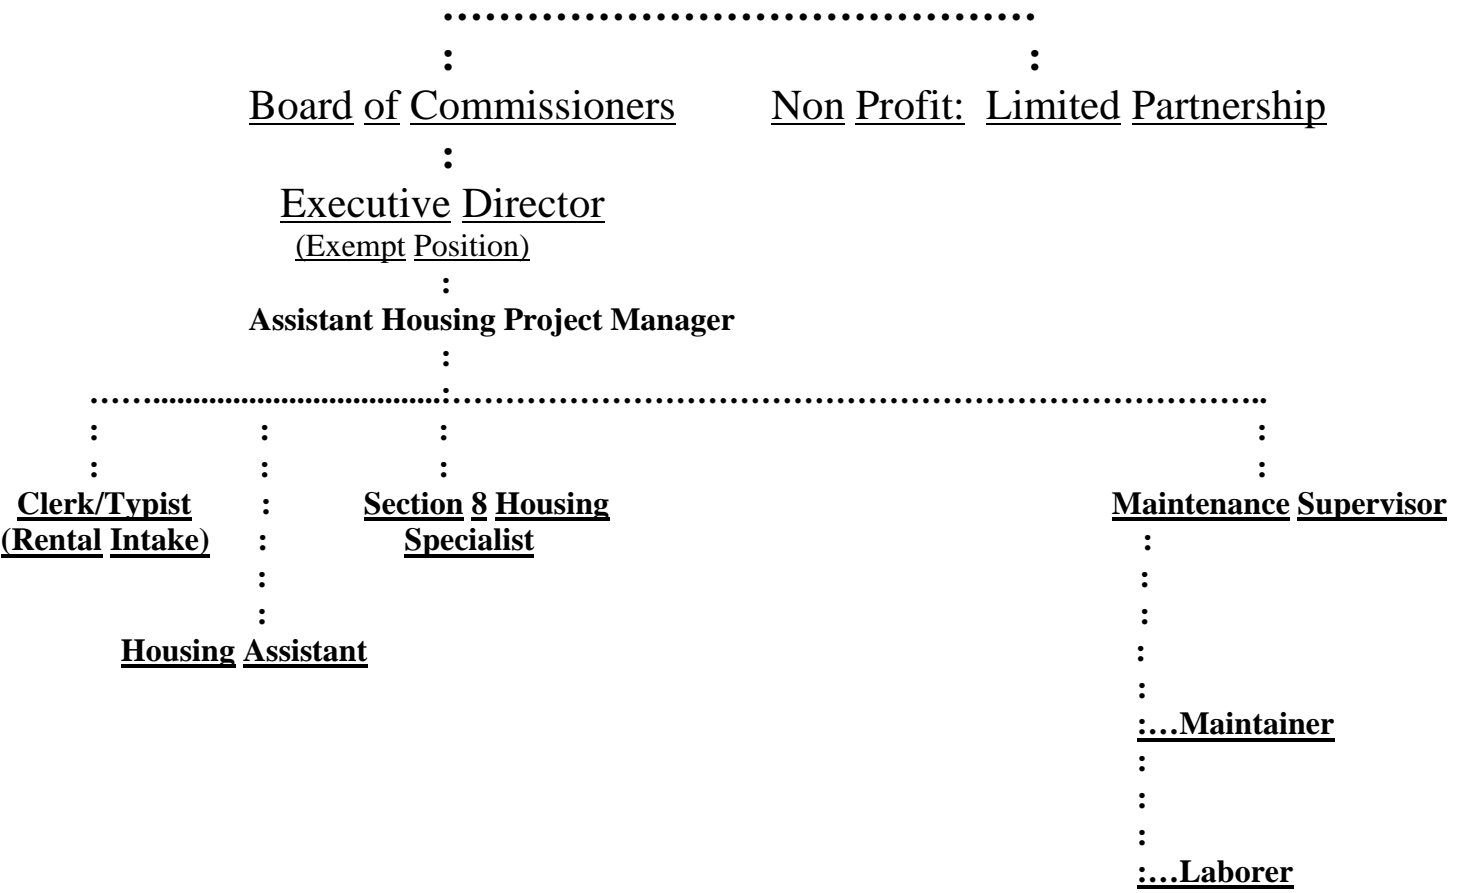 ……………………………………
: :
Board of Commissioners Non Profit: Limited Partnership
:
Executive Director
(Exempt Position)
:
Assistant Housing Project Manager
:
……....................................:……………………………………………………………………………..
: : : :
: : : :
Clerk/Typist : Section 8 Housing Maintenance Supervisor
(Rental Intake) : Specialist :
: :
: :
Housing Assistant :
:
:…Maintainer
:
:
:
:…Laborer